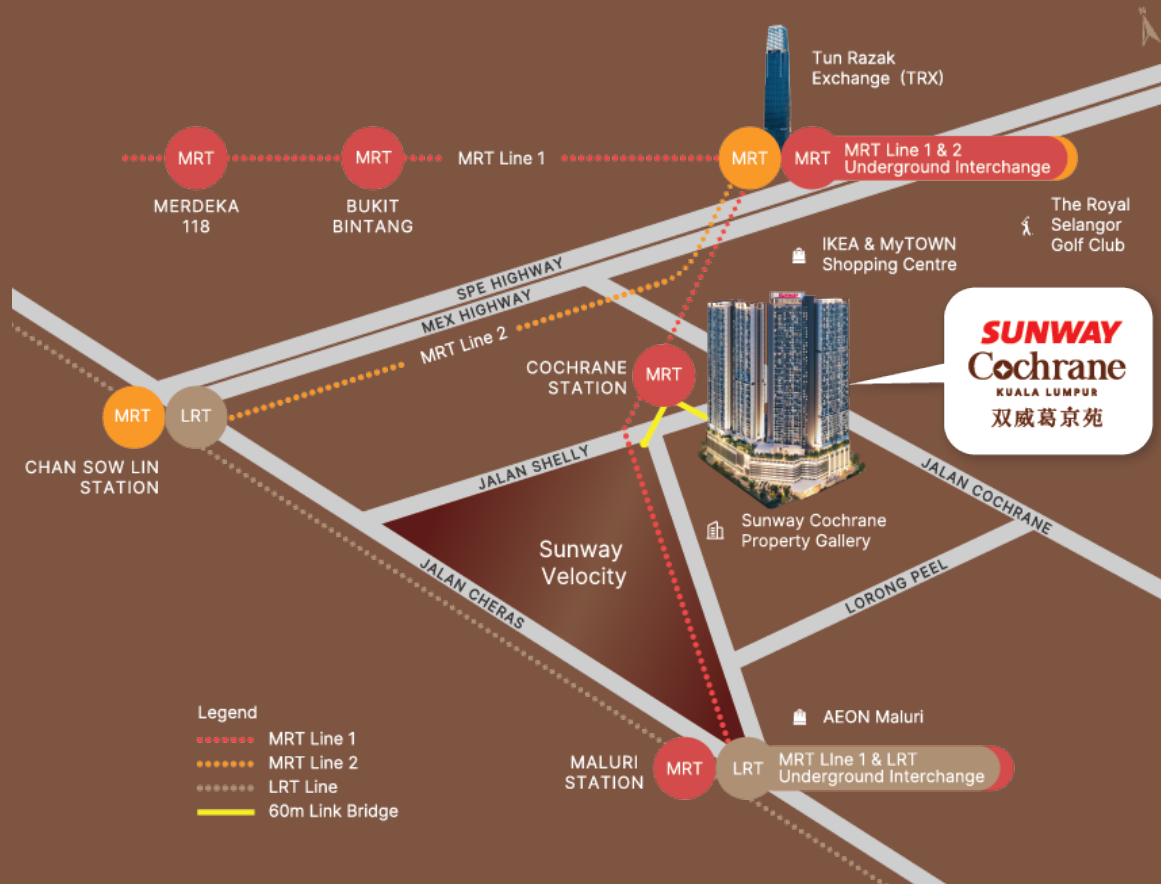 N
Tun Razak
Exchange (TRX)
MRT
MRT
MRT Line 1
MRT
MRT
MRT Line 1 & 2
Underground Interchange
MERDEKA
118
BUKIT
BINTANG
The Royal
Selangor
Golf Club
IKEA & MyTOWN
Shopping Centre
SPE HIGHWAY
MEX HIGHWAY
MRT Line 2
SUNWAY
Cochrane
KUALA LUMPUR
双威葛京苑
COCHRANE
STATION
MRT
MRT
LRT
CHAN SOW LIN
STATION
JALAN SHELLY
JALAN COCHRANE
Sunway Cochrane
Property Gallery
Sunway
Velocity
JALAN CHERAS
LORONG PEEL
AEON Maluri
MALURI
STATION
MRT
LRT
MRT LIne 1 & LRT
Underground Interchange
Legend
MRT Line 1
MRT Line 2
LRT Line
60m Link Bridge